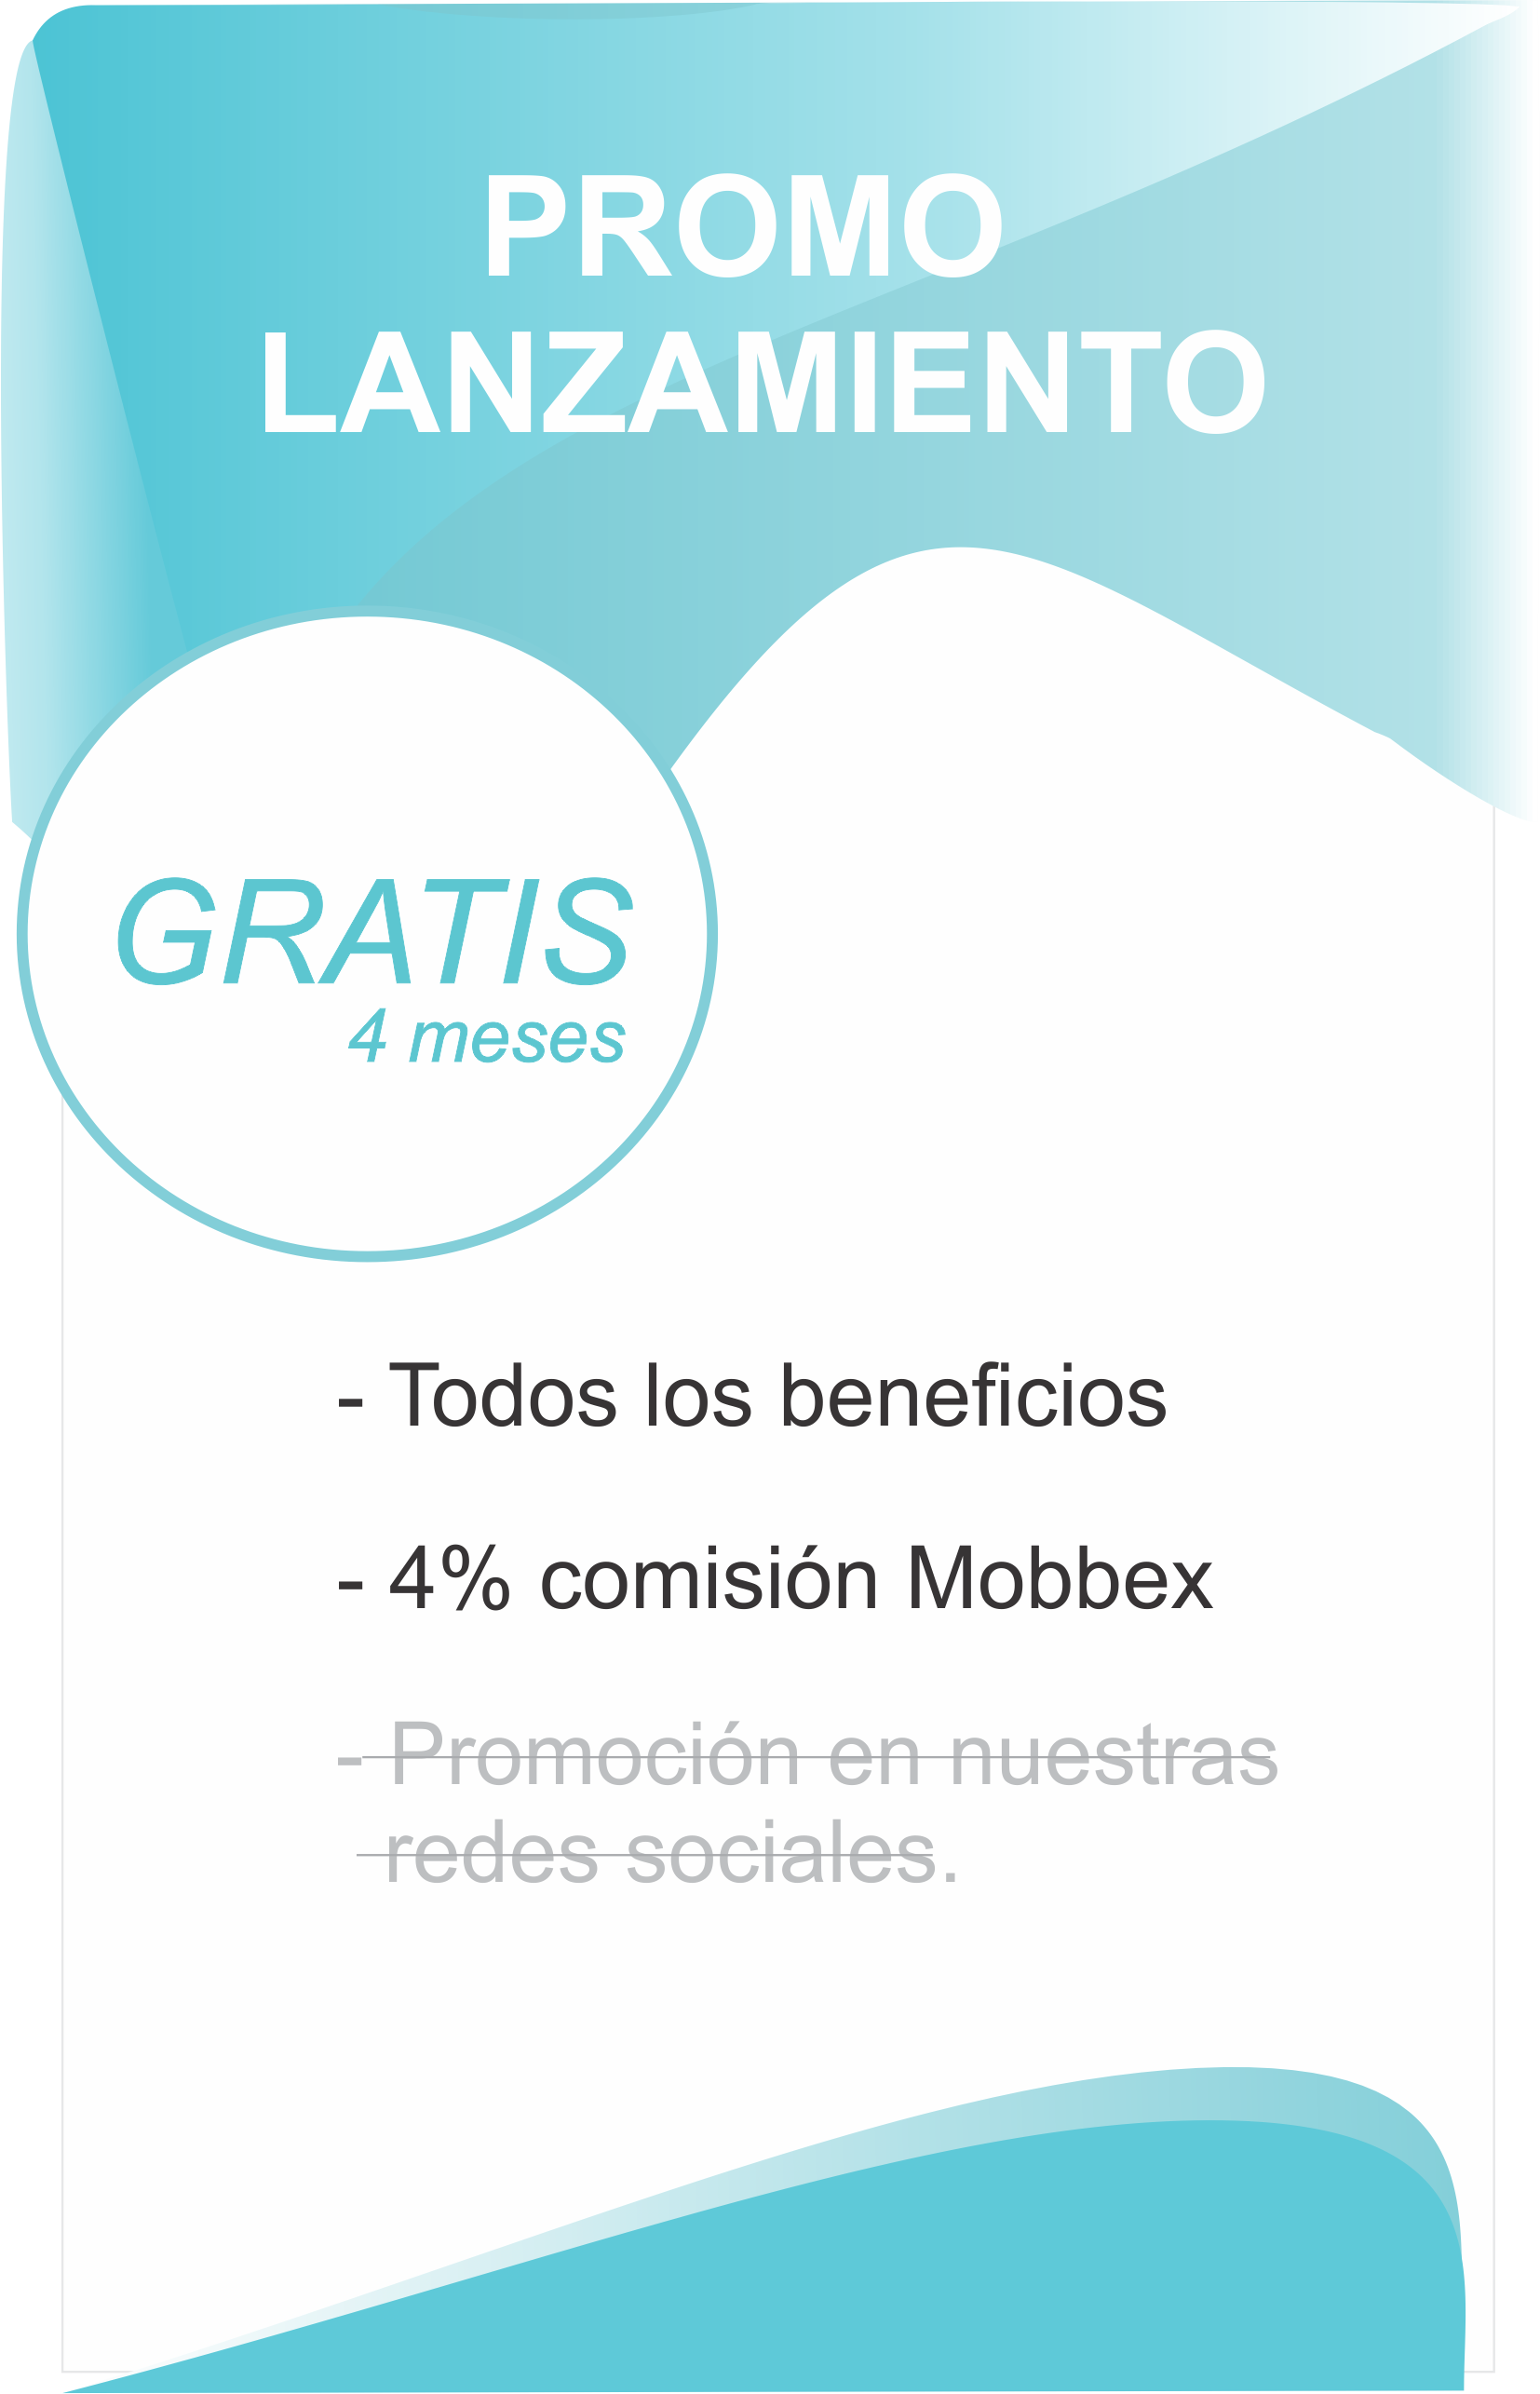 PROMO
LANZAMIENTO
GRATIS
4 meses
- Todos los beneficios
- 4% comisión Mobbex
- Promoción en nuestras
redes sociales.